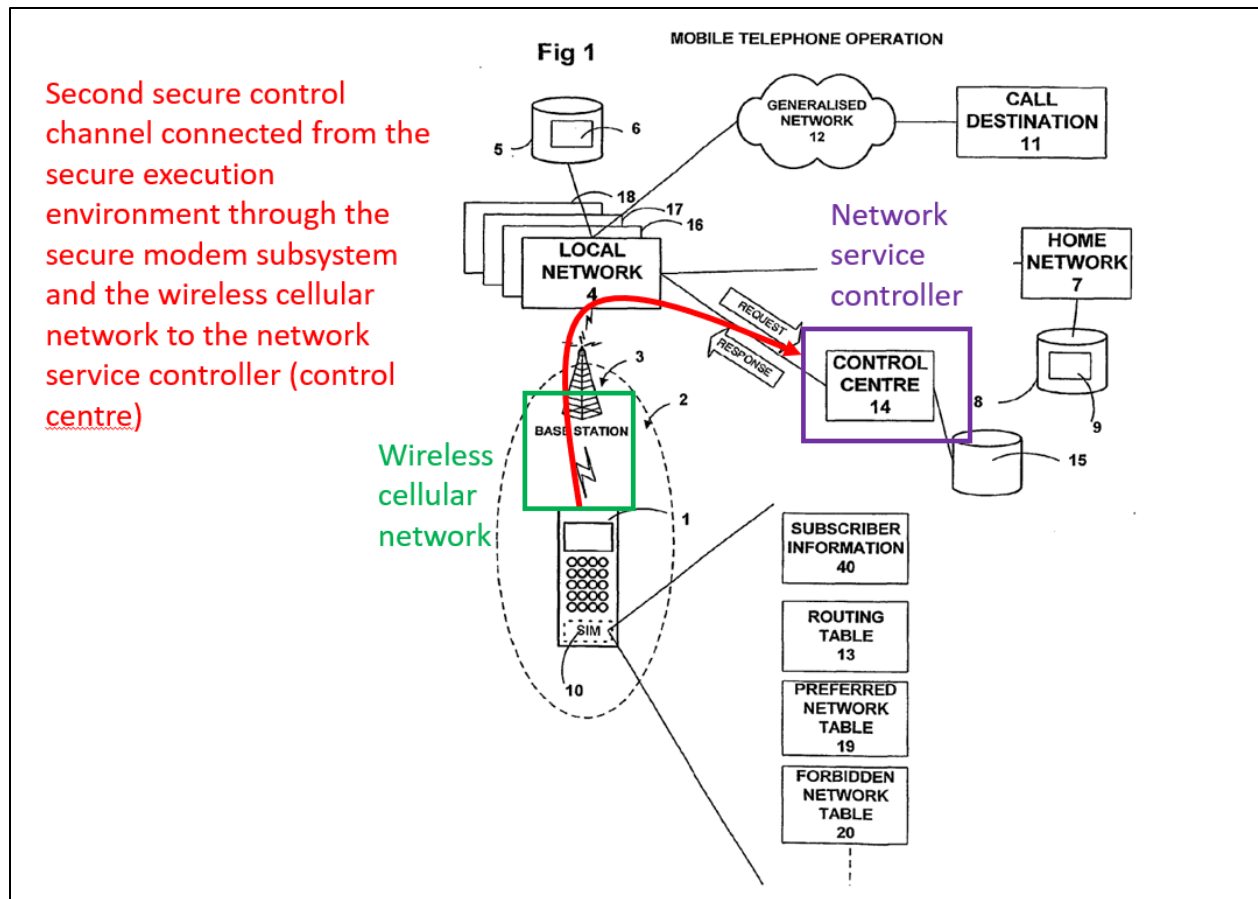 MOBILE TELEPHONE OPERATION
Fig 1
Second secure control
channel connected from the
secure execution
environment through the
secure modem subsystem
and the wireless cellular
network to the network
service controller (control
centre)
5
6
GENERALISED
NETWORK
12
CALL
DESTINATION
11
18
17
16
LOCAL
NETWORK
4
Network
service
controller
HOME
NETWORK
7
REQUEST
RESPONSE
CONTROL
CENTRE
14
8
9
15
3
2
BASE STATION
Wireless
cellular
network
1
SIM
10
SUBSCRIBER
INFORMATION
40
ROUTING
TABLE
13
PREFERRED
NETWORK
TABLE
19
FORBIDDEN
NETWORK
TABLE
20